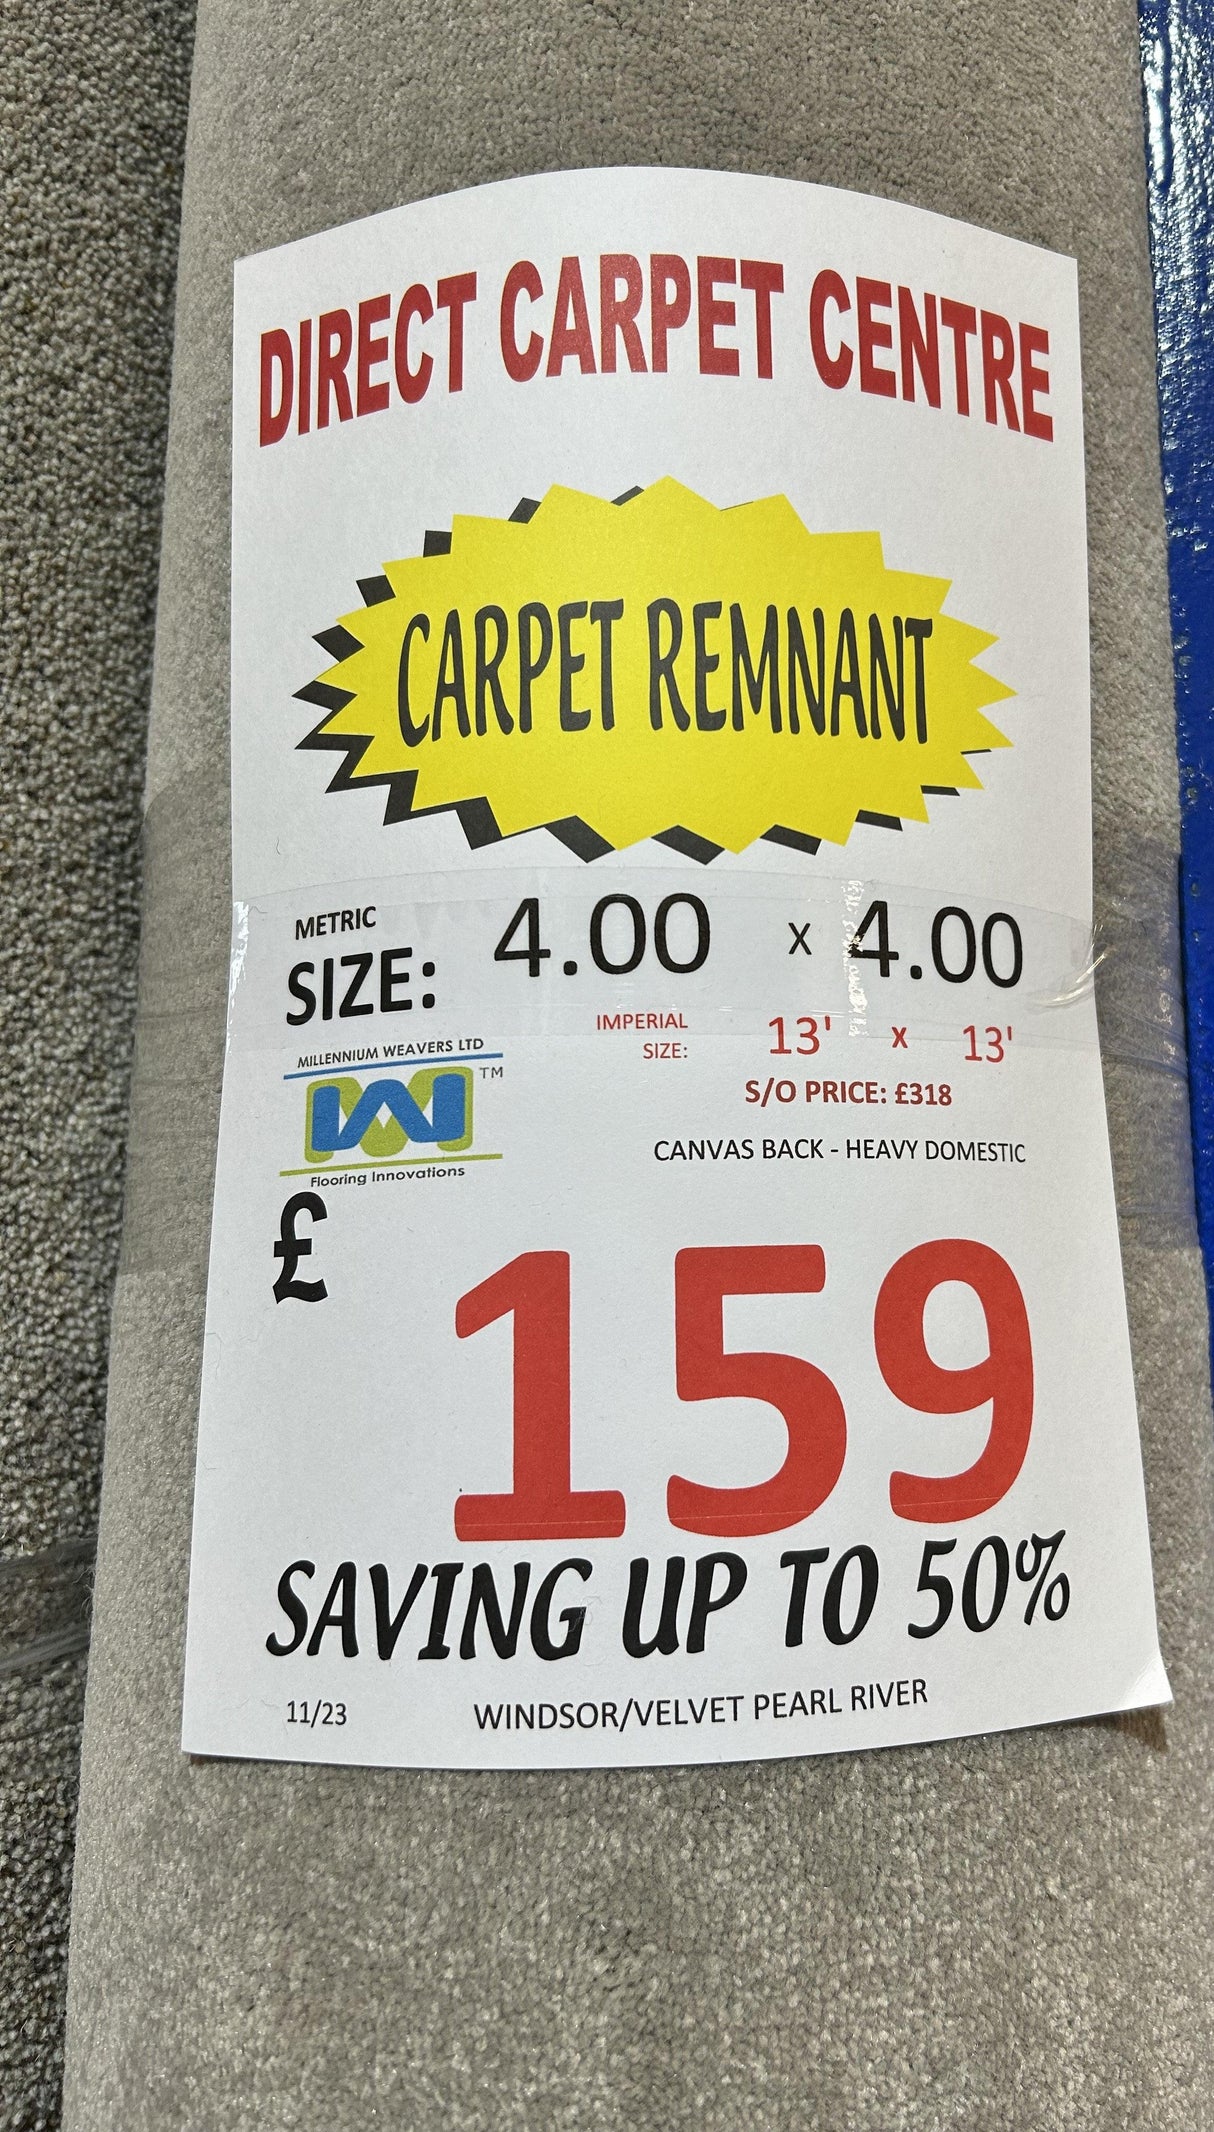 DIRECT CARPET CENTRE
CARPET REMNANT
METRIC
SIZE: 4.00 x 4.00
IMPERIAL
SIZE: 13' x 13'
MILLENNIUM WEAVERS LTD
TM
Flooring Innovations
S/O PRICE: £318
CANVAS BACK - HEAVY DOMESTIC
£ 159
SAVING UP TO 50%
11/23 WINDSOR/VELVET PEARL RIVER